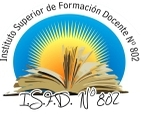 Instituto Superior de Formación Docente Nº 802
I.S.F.D. Nº 802